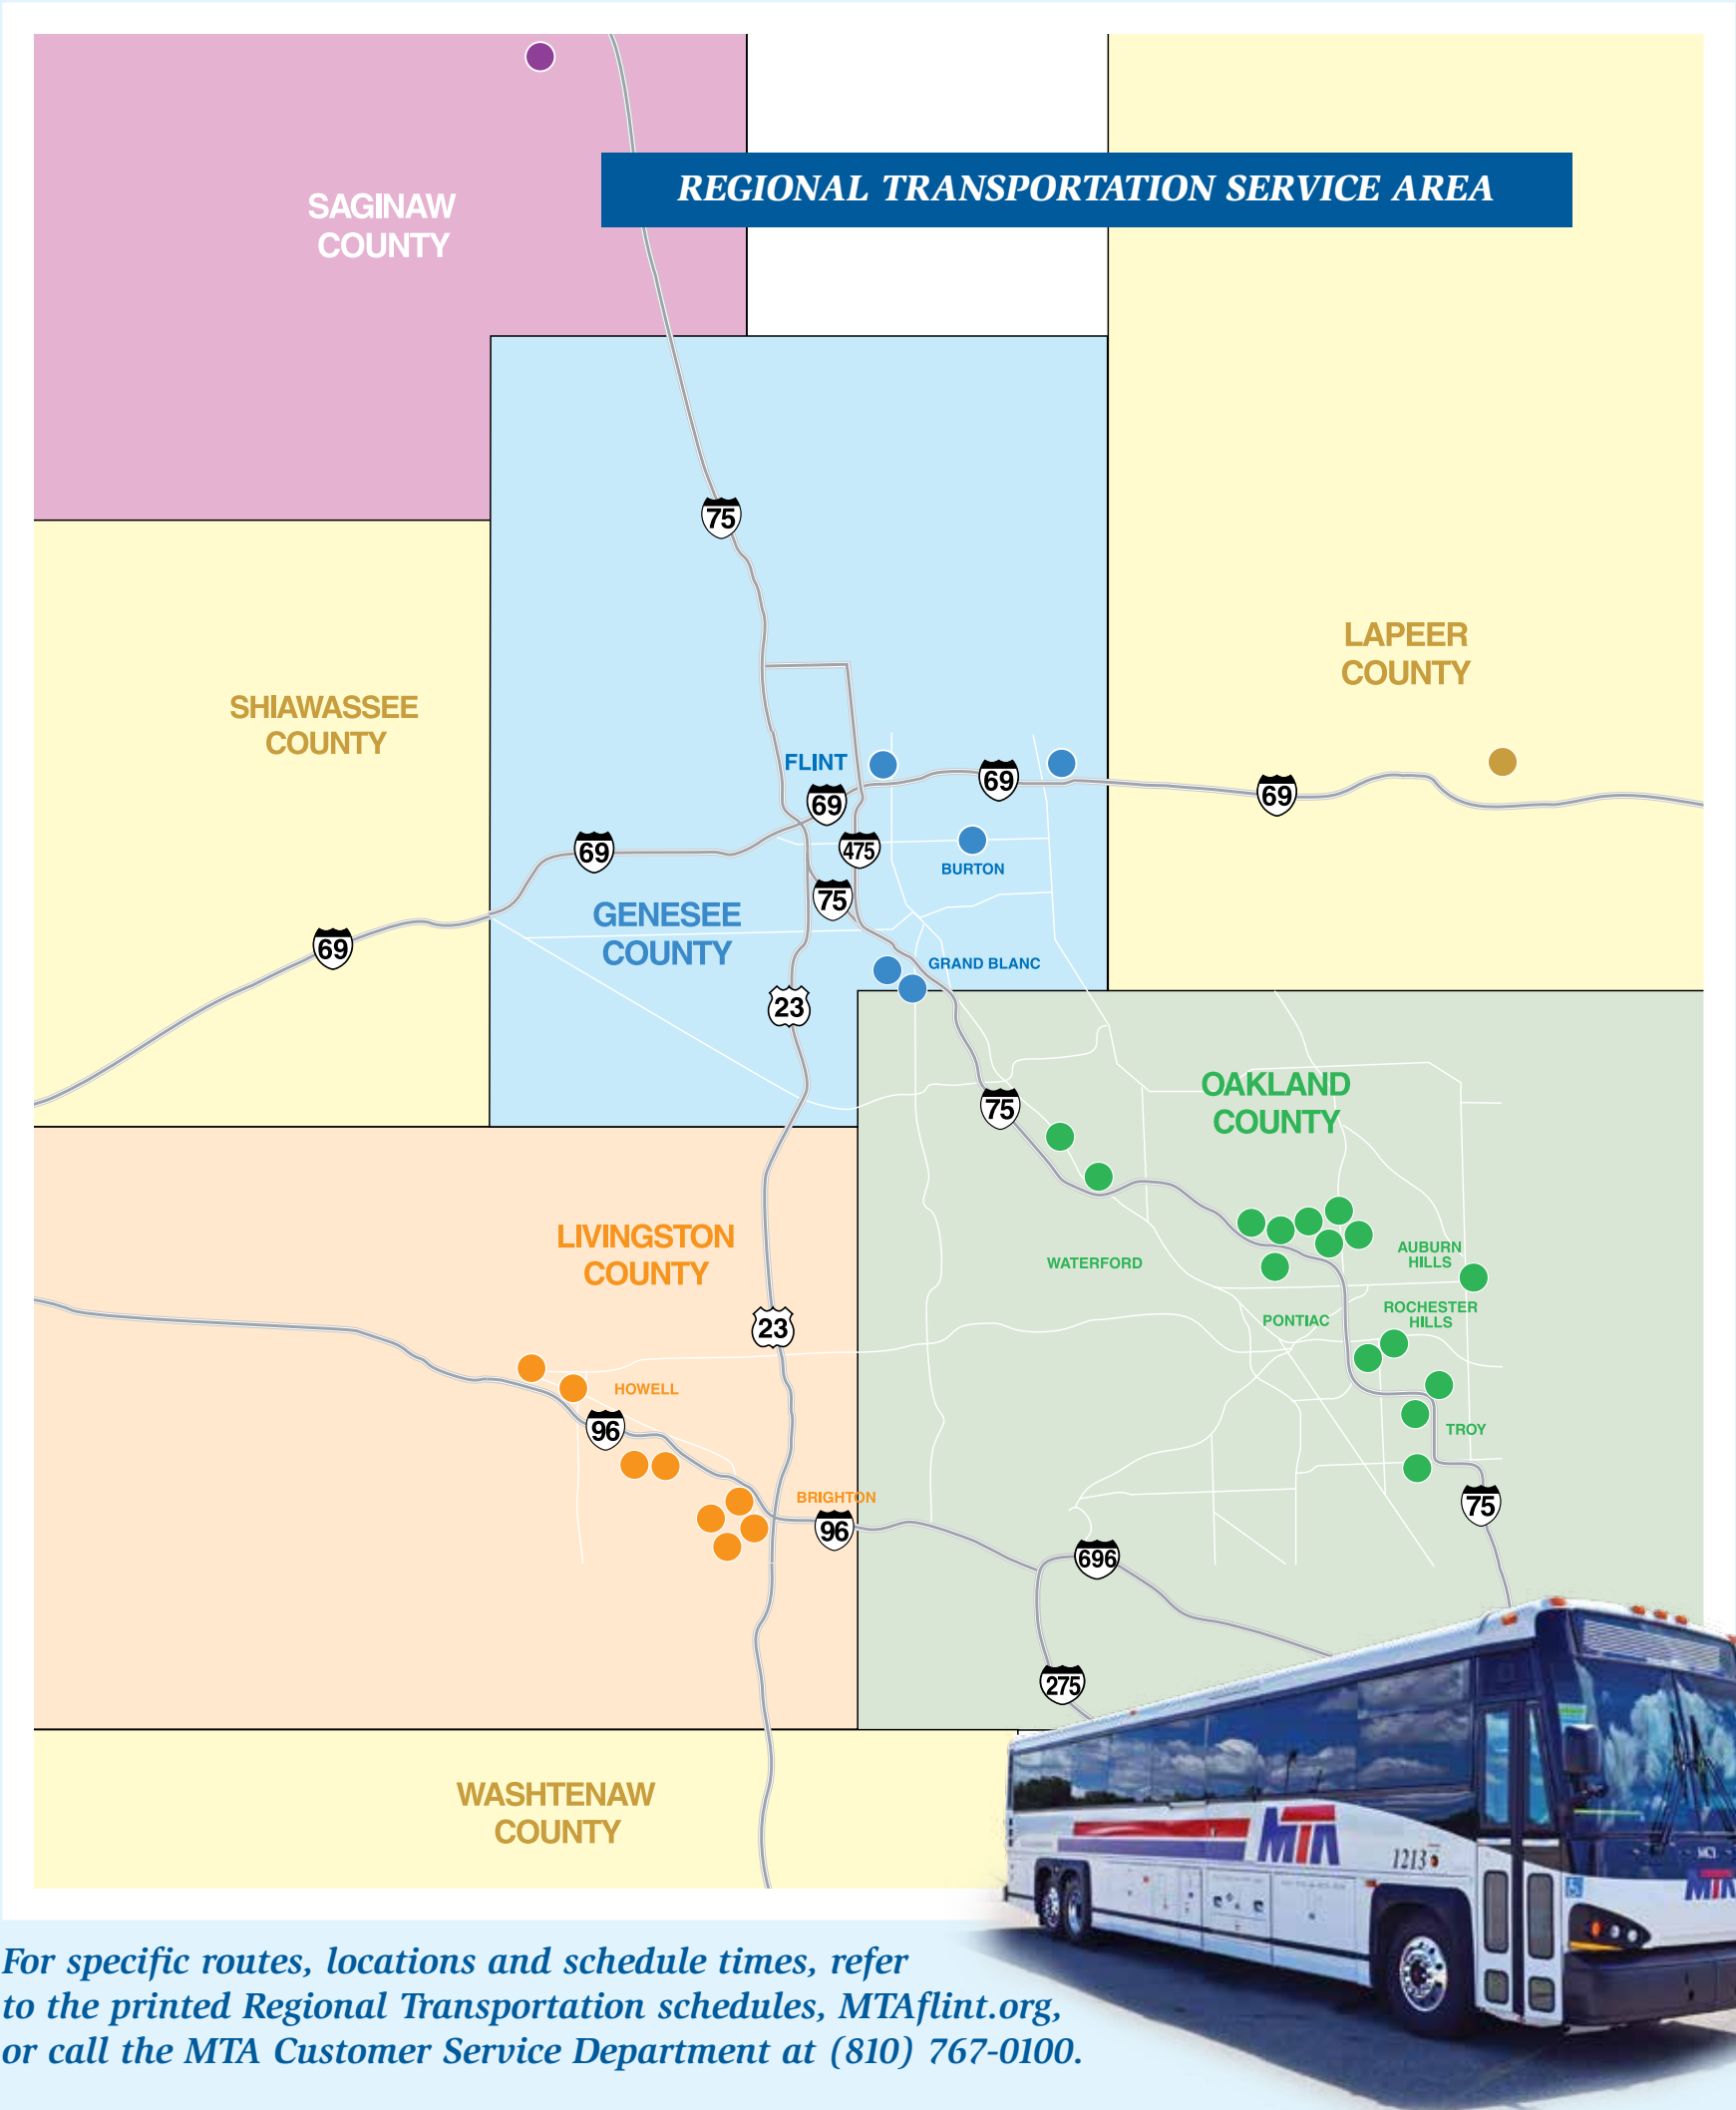 REGIONAL TRANSPORTATION SERVICE AREA
SAGINAW
COUNTY
75
LAPEER
COUNTY
SHIAWASSEE
COUNTY
FLINT
69
69
69
69
475
BURTON
75
GENESEE
COUNTY
69
GRAND BLANC
23
OAKLAND
COUNTY
75
LIVINGSTON
COUNTY
WATERFORD
AUBURN
HILLS
ROCHESTER
HILLS
PONTIAC
23
HOWELL
96
TROY
BRIGHTON
96
75
696
275
WASHTENAW
COUNTY
MTA
1213
MCI
MTA
For specific routes, locations and schedule times, refer
to the printed Regional Transportation schedules, MTAflint.org,
or call the MTA Customer Service Department at (810) 767-0100.